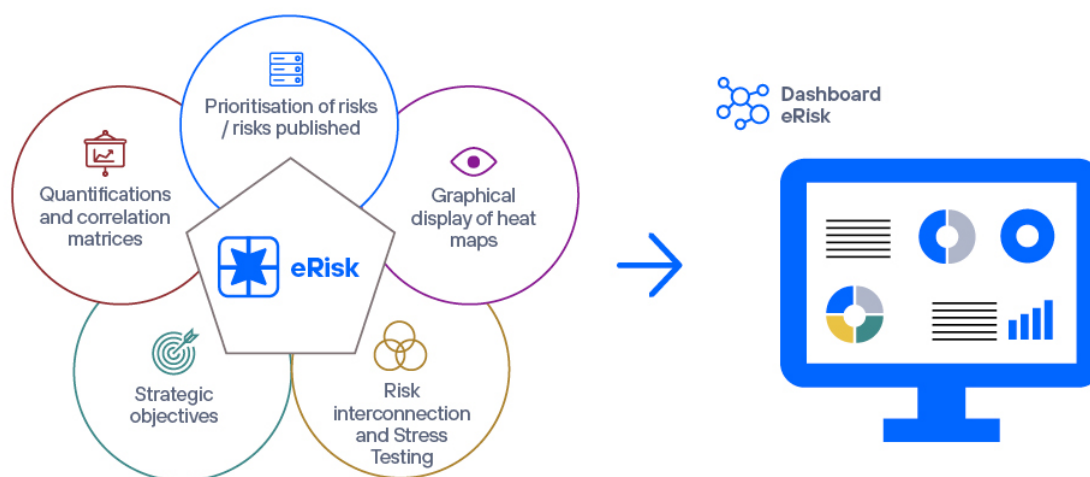 Prioritisation of risks
/ risks published
Quantifications
and correlation
matrices
Graphical
display of heat
maps
eRisk
Strategic
objectives
Risk
interconnection
and Stress
Testing
Dashboard
eRisk